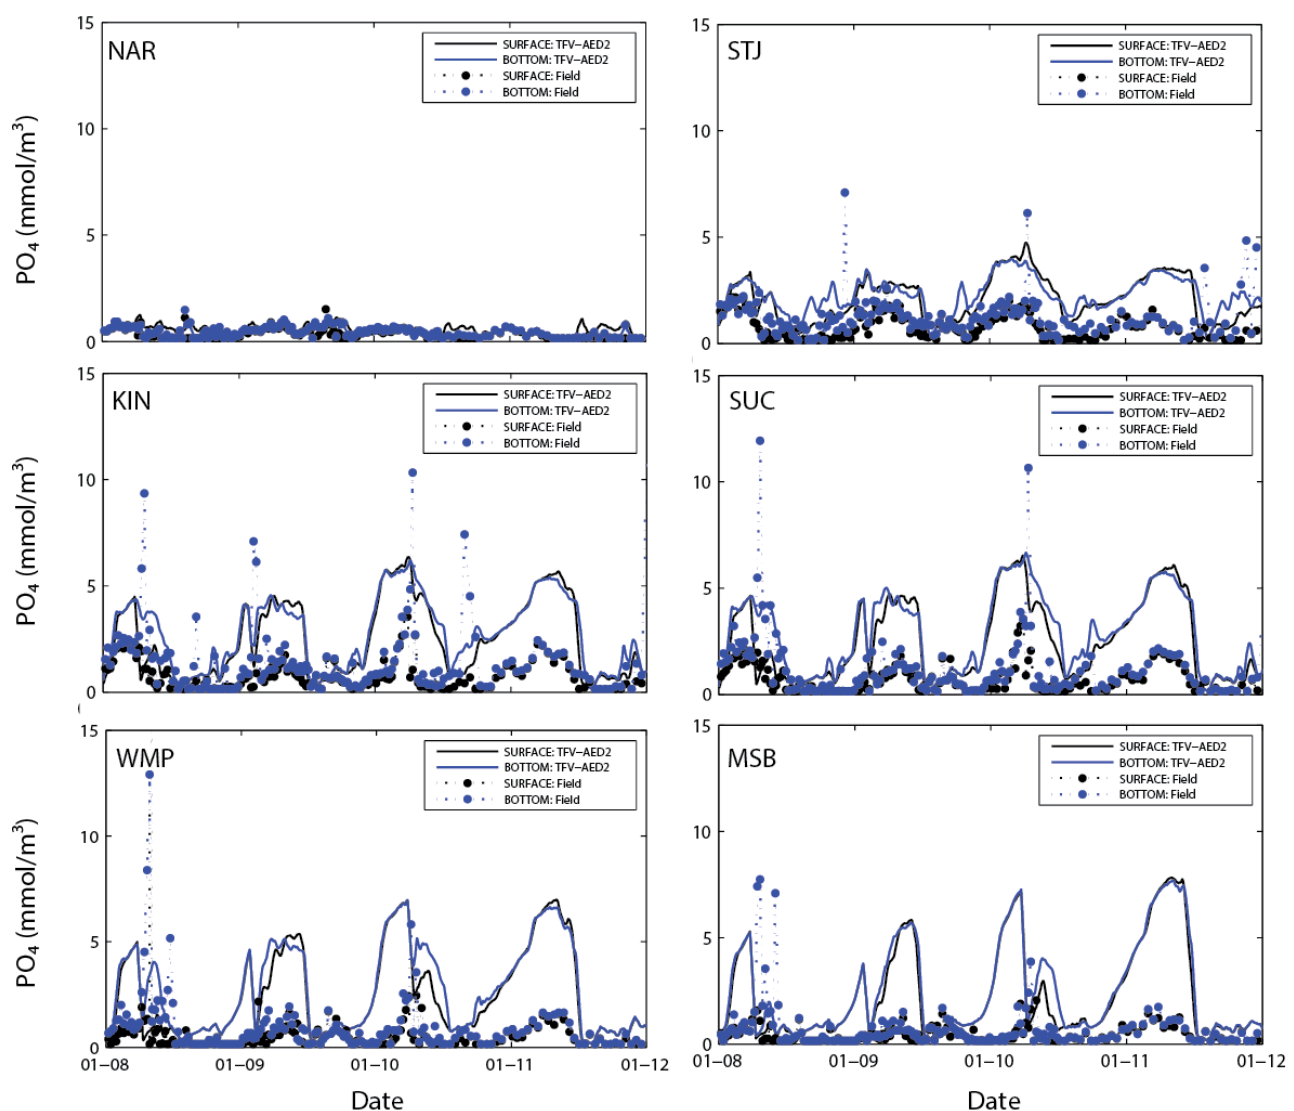 15
NAR
SURFACE: TFV−AED2
BOTTOM: TFV−AED2
SURFACE: Field
BOTTOM: Field
10
5
0
PO4 (mmol/m3)
15
STJ
SURFACE: TFV−AED2
BOTTOM: TFV−AED2
SURFACE: Field
BOTTOM: Field
10
5
0
15
KIN
SURFACE: TFV−AED2
BOTTOM: TFV−AED2
SURFACE: Field
BOTTOM: Field
10
5
0
PO4 (mmol/m3)
15
SUC
SURFACE: TFV−AED2
BOTTOM: TFV−AED2
SURFACE: Field
BOTTOM: Field
10
5
0
15
WMP
SURFACE: TFV−AED2
BOTTOM: TFV−AED2
SURFACE: Field
BOTTOM: Field
10
5
0
PO4 (mmol/m3)
01−08 01−09 01−10 01−11 01−12
Date
15
MSB
SURFACE: TFV−AED2
BOTTOM: TFV−AED2
SURFACE: Field
BOTTOM: Field
10
5
0
01−08 01−09 01−10 01−11 01−12
Date